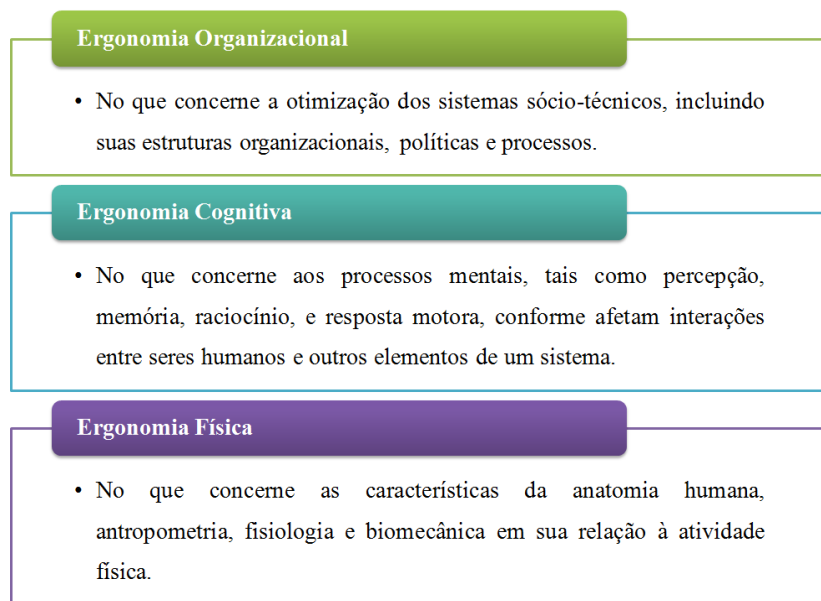 Ergonomia Organizacional
• No que concerne a otimização dos sistemas sócio-técnicos, incluindo
suas estruturas organizacionais, políticas e processos.
Ergonomia Cognitiva
• No que concerne aos processos mentais, tais como percepção,
memória, raciocínio, e resposta motora, conforme afetam interações
entre seres humanos e outros elementos de um sistema.
Ergonomia Física
• No que concerne as características da anatomia humana,
antropometria, fisiologia e biomecânica em sua relação à atividade
física.